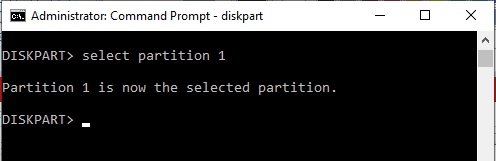 Administrator: Command Prompt - diskpart
DISKPART> select partition 1
Partition 1 is now the selected partition.
DISKPART>